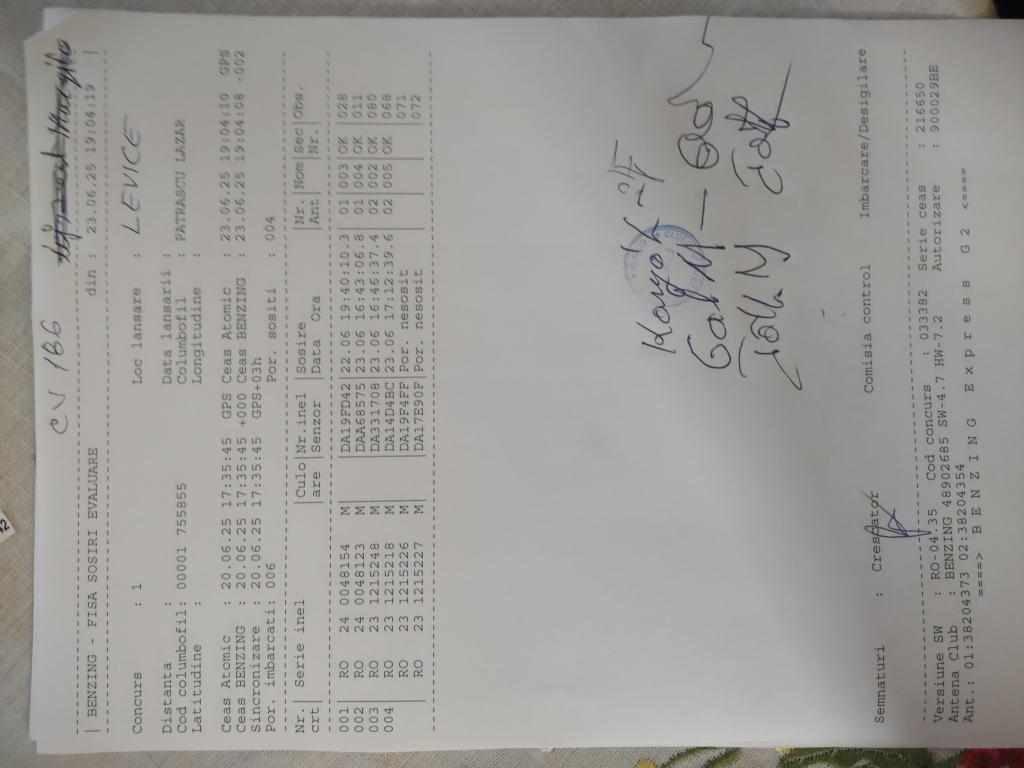 CV 166
| BENZING - FISA SOSIRI EVALUARE din : 23.06.25 19:04:19 |
Concurs : 1 Loc lansare : LEVICE
Distanta : Data lansarii :
Cod columbofil: 00001 755855 Columbofil : PATRASCU LAZAR
Latitudine : Longitudine :
Ceas Atomic : 20.06.25 17:35:45 GPS Ceas Atomic : 23.06.25 19:04:10 GPS
Ceas BENZING : 20.06.25 17:35:45 +000 Ceas BENZING : 23.06.25 19:04:08 -002
Sincronizare : 20.06.25 17:35:45 GPS+03h
Por. imbarcati: 006 Por. sositi : 004
Nr.| Serie inel |Culo|Nr.inel |Sosire |Nr. |Nom|Sec|Obs.
crt| |are |Senzor |Data Ora |Ant | |Nr.|
001| RO 24 0048154 M| |DA19FD42|22.06 19:40:10.3|01|003|OK |028
002| RO 24 0048123 M| |DAA68575|23.06 16:43:06.8|01|004|OK |011
003| RO 23 1215248 M| |DA331708|23.06 16:46:37.4|02|002|OK |080
004| RO 23 1215218 M| |DA14D4BC|23.06 17:12:39.6|02|005|OK |068
| RO 23 1215226 M| |DA19F4FF|Por. nesosit | | | |071
| RO 23 1215227 M| |DA17E90F|Por. nesosit | | | |072
Semnaturi : Crescator Comisia control Imbarcare/Desigilare
Versiune SW : RO-04.35 Cod concurs : 033382 Serie ceas : 216650
Antena Club : BENZING 48902685 SW-4.7 HW-7.2 Autorizare : 900029BE
Ant.: 01:38204373 02:38204354
====> B E N Z I N G E x p r e s s G 2 <====